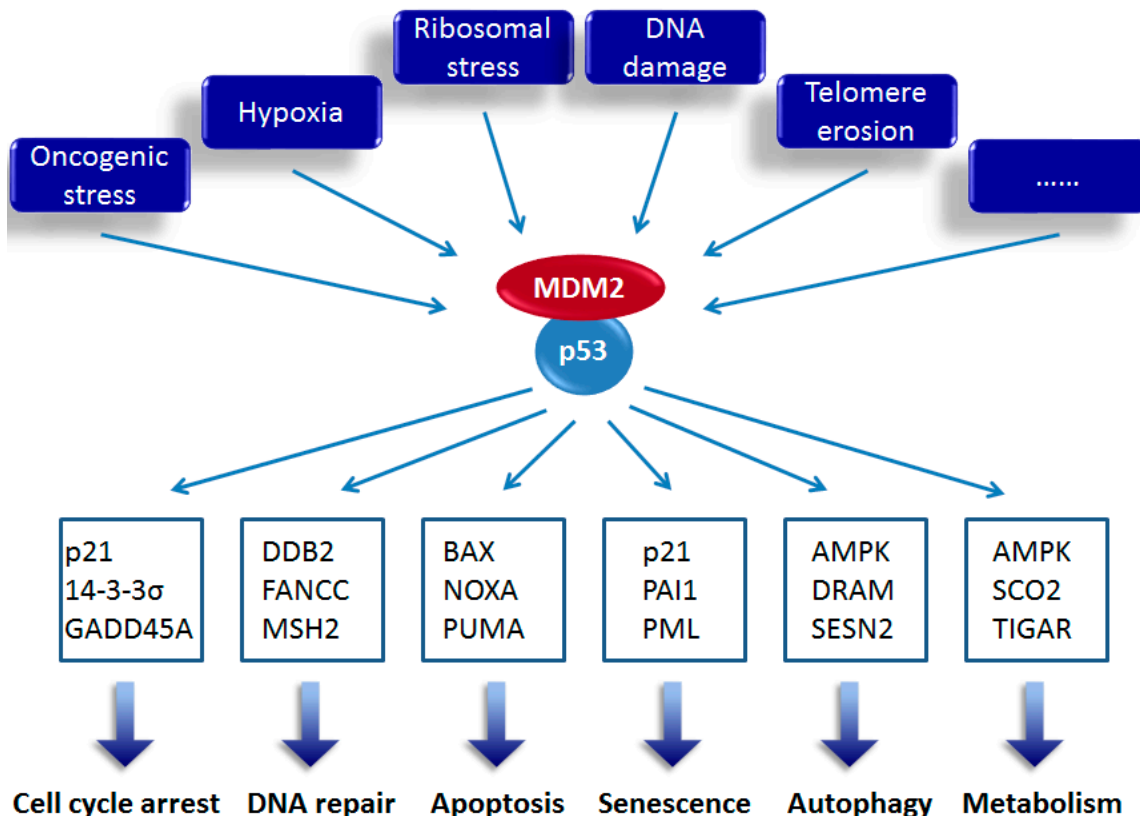 Oncogenic
stress
Hypoxia
Ribosomal
stress
DNA
damage
Telomere
erosion
......
MDM2
p53
p21
14-3-3σ
GADD45A
DDB2
FANCC
MSH2
BAX
NOXA
PUMA
p21
PAI1
PML
AMPK
DRAM
SESN2
AMPK
SCO2
TIGAR
Cell cycle arrest
DNA repair
Apoptosis
Senescence
Autophagy
Metabolism